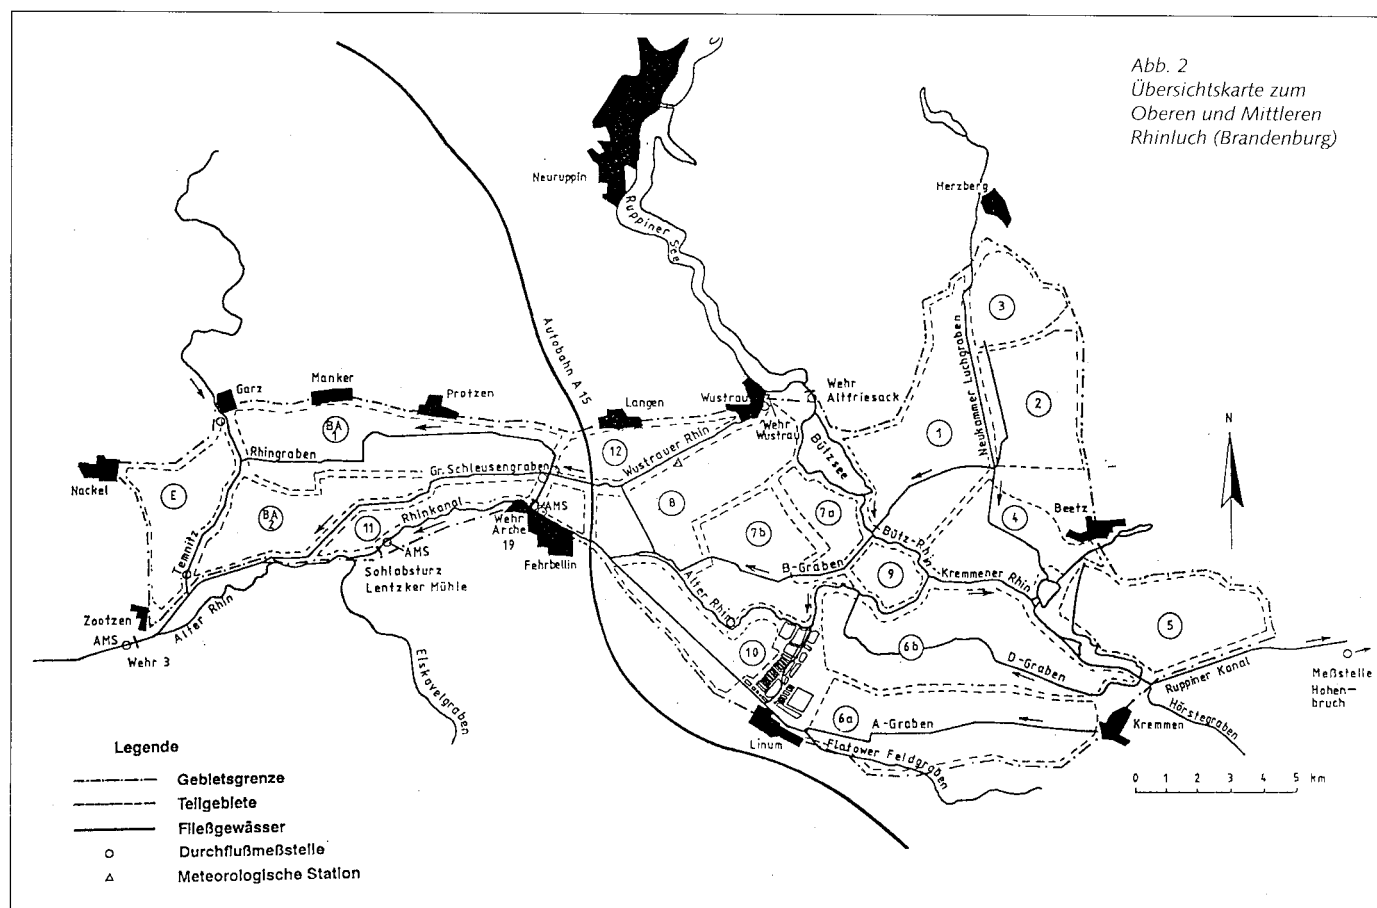 Abb. 2
Übersichtskarte zum
Oberen und Mittleren
Rhinluch (Brandenburg)
Neuruppin
Ruppiner See
Herzberg
Autobahn A 15
Neukammer Luchgraben
3
2
1
Garz
Manker
Protzen
Langen
Wustrau
Wehr
Altfriesack
Wehr
Wustrau
Bützsee
BA
1
12
Wustrauer Rhin
Rhingraben
Gr. Schleusengraben
Nackel
E
BA
2
11
Rhinkanal
AMS
Wehr
Arche
19
Fehrbellin
8
7a
7b
4
Beetz
Bütz-Rhin
B-Graben
9
Kremmener Rhin
Temnitz
AMS
Sohlabsturz
Lentzker Mühle
Alter Rhin
Alter Rhin
Zootzen
AMS
Wehr 3
10
6b
D-Graben
5
Ruppiner Kanal
Meßstelle
Hohen-
bruch
Hörstegraben
Kremmen
6a
A-Graben
Linum
Flatower Feldgraben
Elskavelgraben
N
0 1 2 3 4 5 km
Legende
Gebietsgrenze
Teilgebiete
Fließgewässer
Durchflußmeßstelle
Meteorologische Station